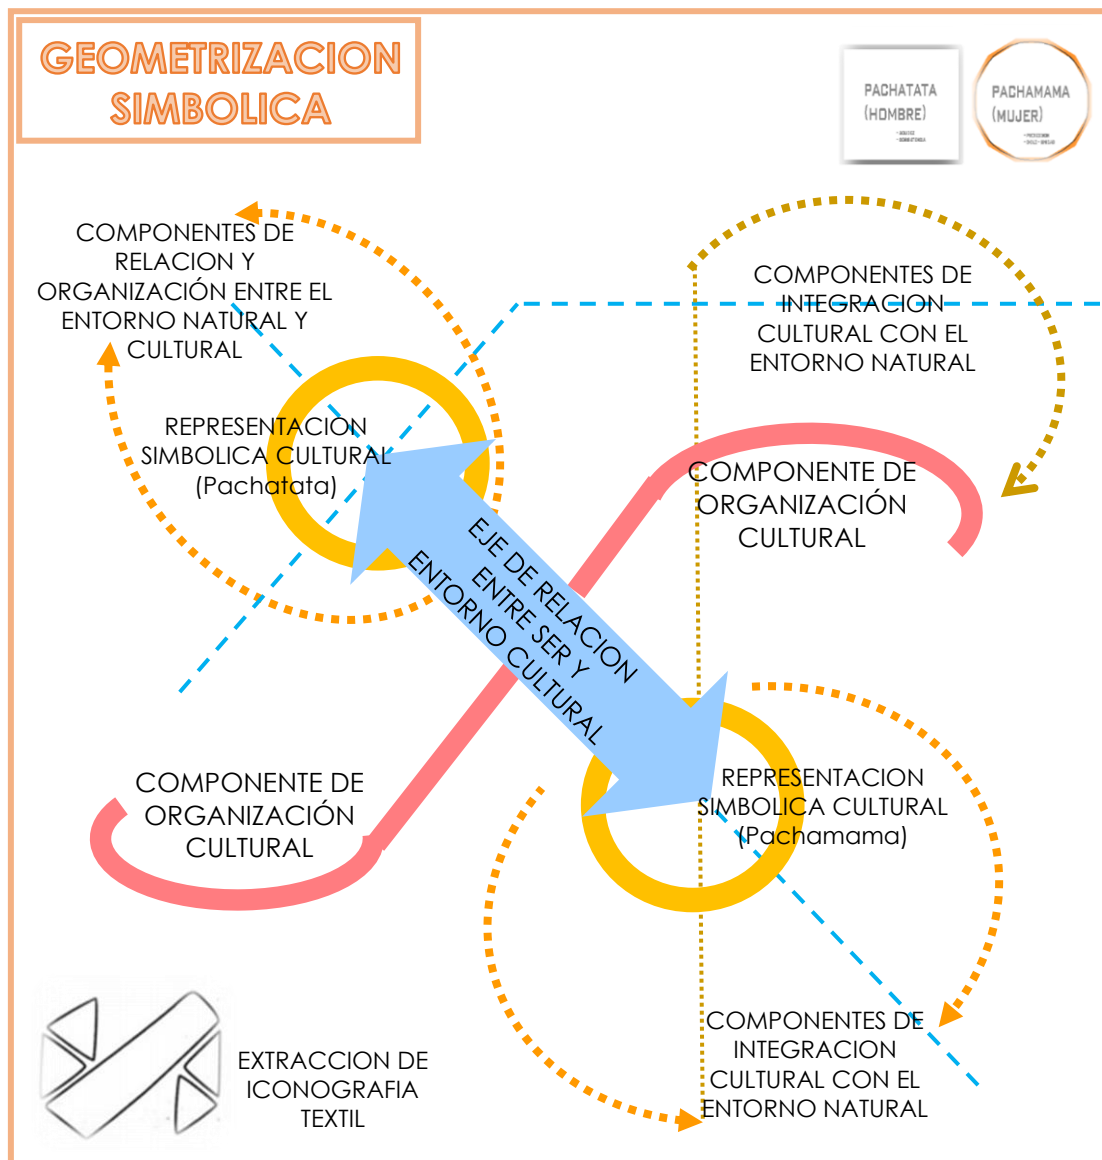 GEOMETRIZACION
SIMBOLICA
PACHATATA
(HOMBRE)
PACHAMAMA
(MUJER)
COMPONENTES DE
RELACION Y
ORGANIZACIÓN ENTRE EL
ENTORNO NATURAL Y
CULTURAL
COMPONENTES DE
INTEGRACION
CULTURAL CON EL
ENTORNO NATURAL
REPRESENTACION
SIMBOLICA CULTURAL
(Pachatata)
COMPONENTE DE
ORGANIZACIÓN
CULTURAL
EJE DE RELACION
ENTRE SER Y
ENTORNO CULTURAL
COMPONENTE DE
ORGANIZACIÓN
CULTURAL
REPRESENTACION
SIMBOLICA CULTURAL
(Pachamama)
COMPONENTES DE
INTEGRACION
CULTURAL CON EL
ENTORNO NATURAL
EXTRACCION DE
ICONOGRAFIA
TEXTIL